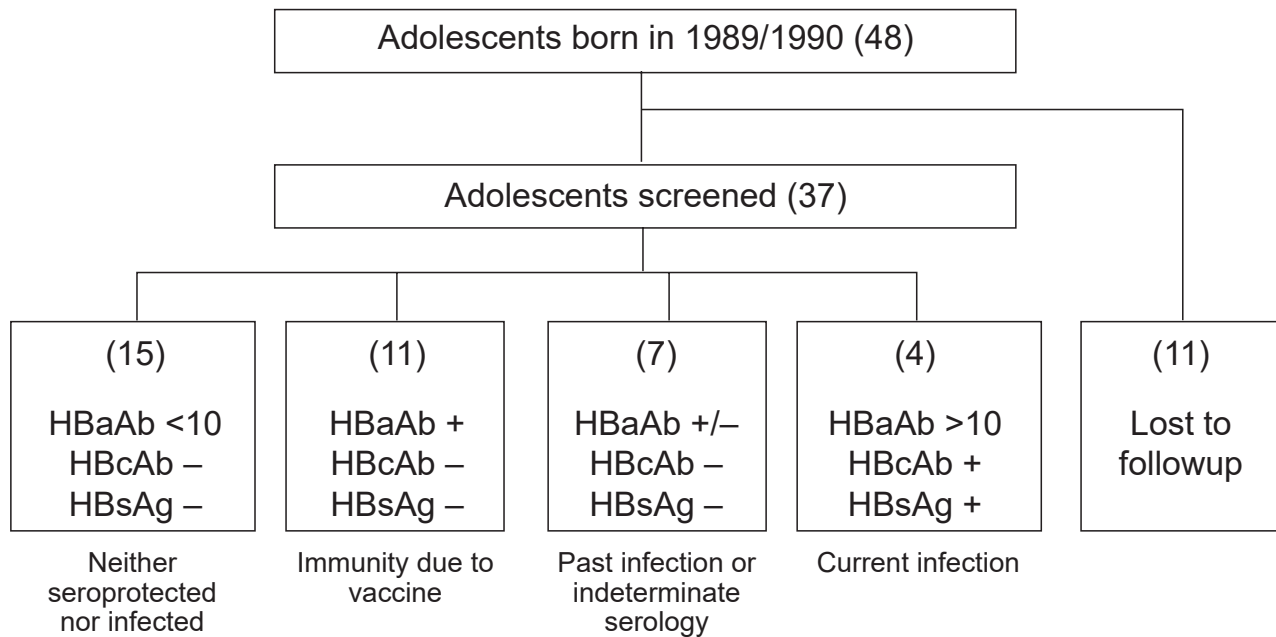 Adolescents born in 1989/1990 (48)
Adolescents screened (37)
(15)
HBaAb <10
HBcAb –
HBsAg –
Neither
seroprotected
nor infected
(11)
HBaAb +
HBcAb –
HBsAg –
Immunity due to
vaccine
(7)
HBaAb +/–
HBcAb –
HBsAg –
Past infection or
indeterminate
serology
(4)
HBaAb >10
HBcAb +
HBsAg +
Current infection
(11)
Lost to
followup